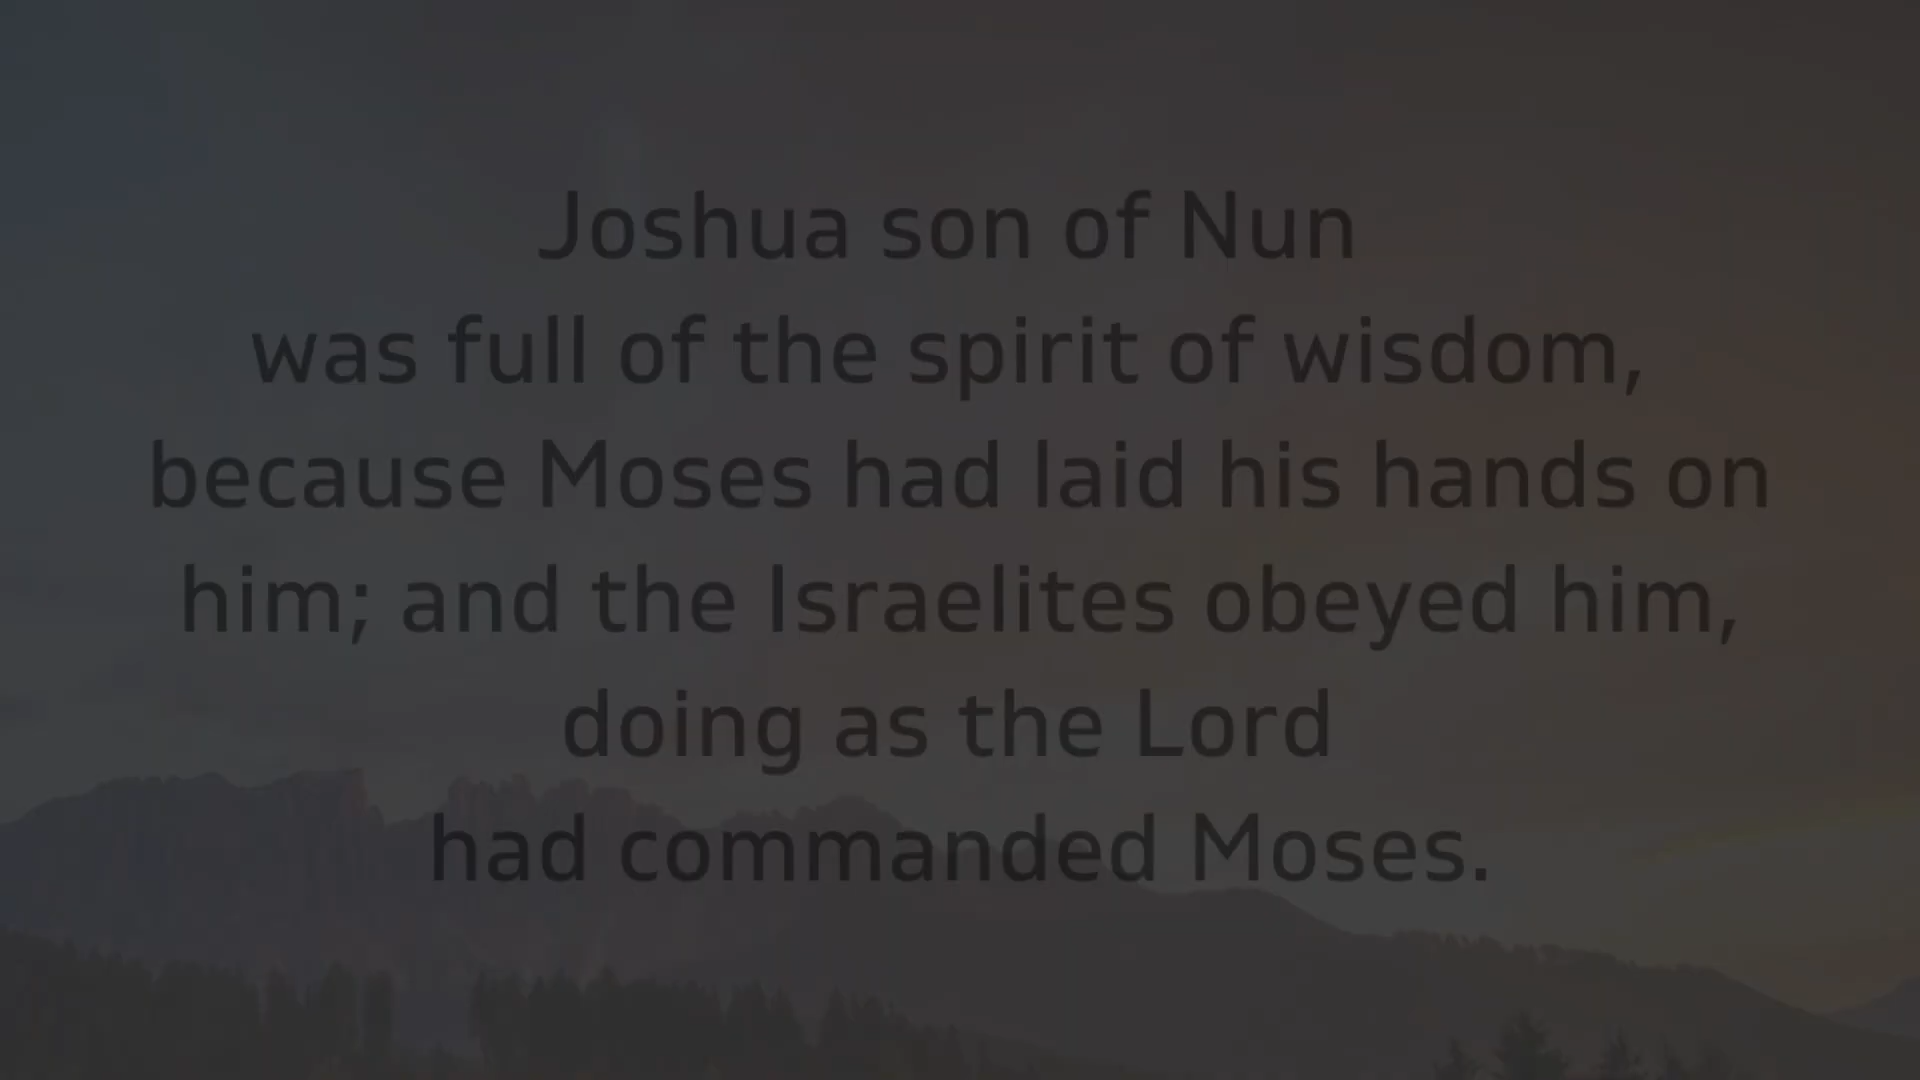 Joshua son of Nun
was full of the spirit of wisdom,
because Moses had laid his hands on
him; and the Israelites obeyed him,
doing as the Lord
had commanded Moses.